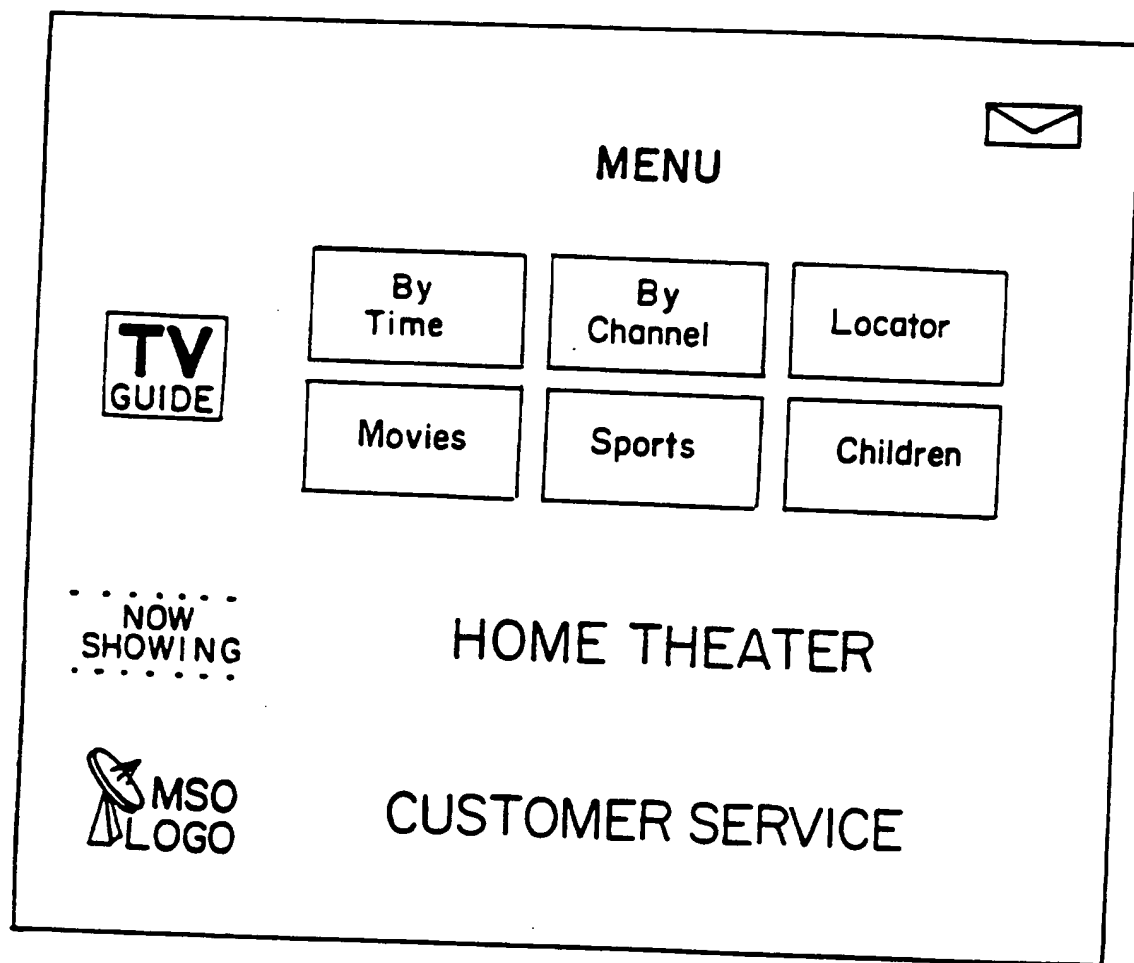 MENU
By
Time
By
Channel
Locator
TV
GUIDE
Movies
Sports
Children
NOW
SHOWING
HOME THEATER
MSO
LOGO
CUSTOMER SERVICE